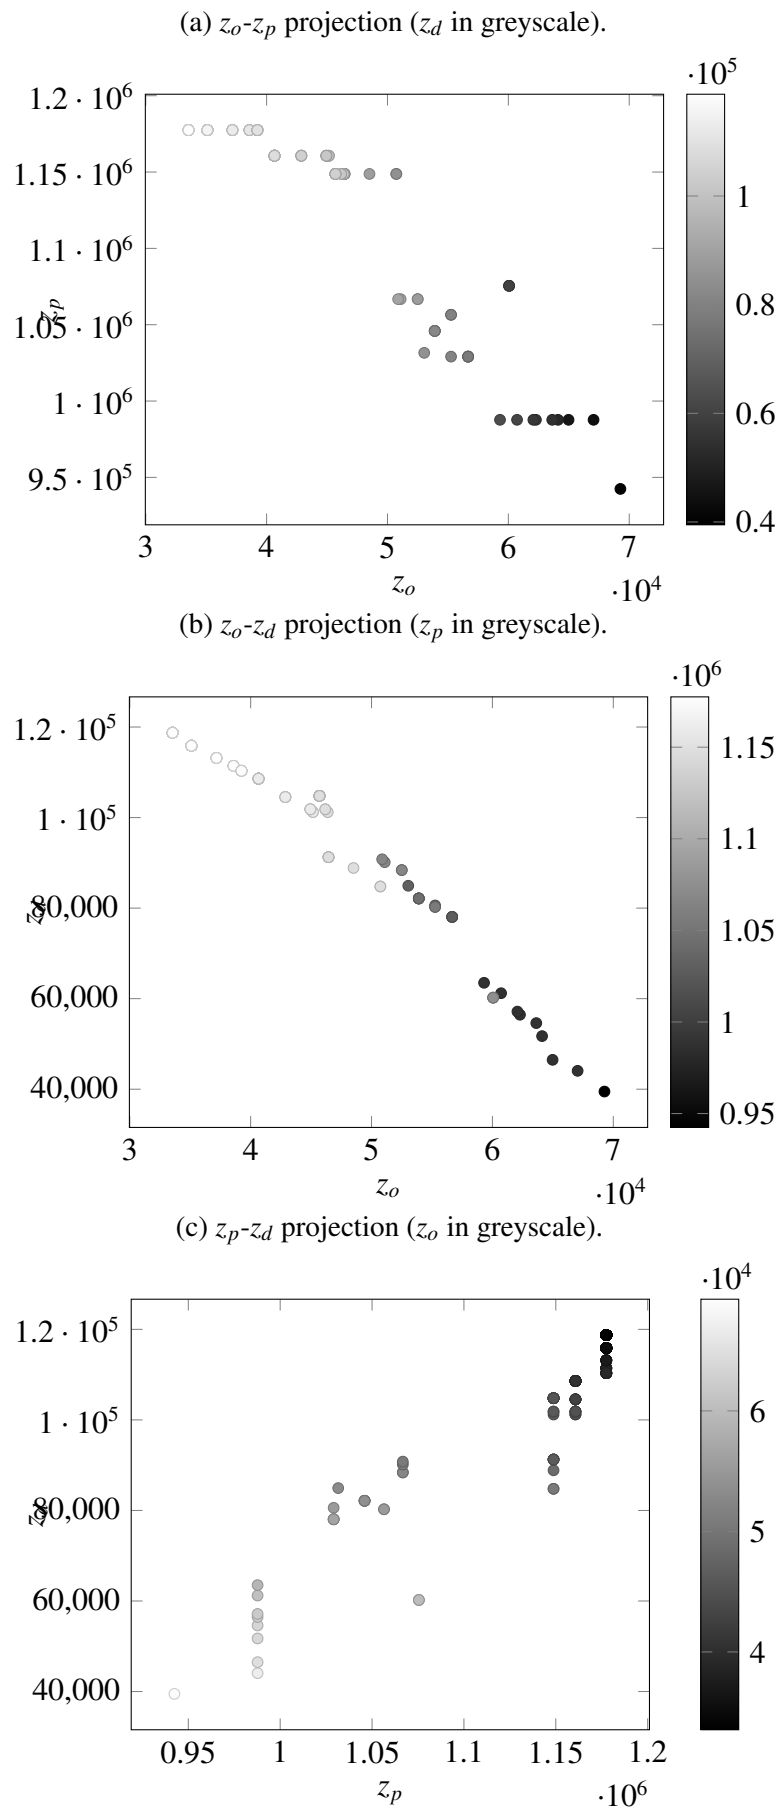 (a) z_o-z_p projection (z_d in greyscale).
·10^5
1.2 · 10^6
1.15 · 10^6
1.1 · 10^6
1.05 · 10^6
1 · 10^6
9.5 · 10^5
z_p
1
0.8
0.6
0.4
3 4 5 6 7
z_o
·10^4
(b) z_o-z_d projection (z_p in greyscale).
·10^6
1.2 · 10^5
1 · 10^5
80,000
60,000
40,000
z_d
1.15
1.1
1.05
1
0.95
3 4 5 6 7
z_o
·10^4
(c) z_p-z_d projection (z_o in greyscale).
·10^4
1.2 · 10^5
1 · 10^5
80,000
60,000
40,000
z_d
6
5
4
0.95 1 1.05 1.1 1.15 1.2
z_p
·10^6